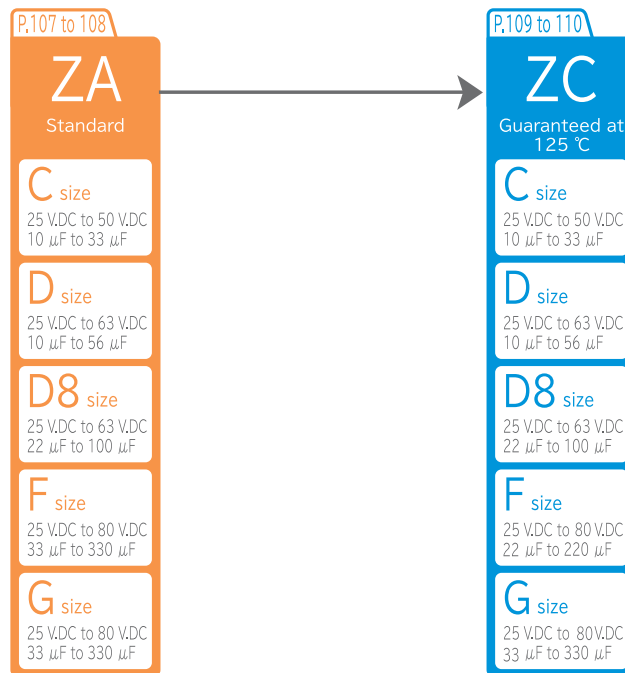 P.107 to 108
ZA
Standard
C size
25 V.DC to 50 V.DC
10 μF to 33 μF
D size
25 V.DC to 63 V.DC
10 μF to 56 μF
D8 size
25 V.DC to 63 V.DC
22 μF to 100 μF
F size
25 V.DC to 80 V.DC
33 μF to 330 μF
G size
25 V.DC to 80 V.DC
33 μF to 330 μF
P.109 to 110
ZC
Guaranteed at
125 ℃
C size
25 V.DC to 50 V.DC
10 μF to 33 μF
D size
25 V.DC to 63 V.DC
10 μF to 56 μF
D8 size
25 V.DC to 63 V.DC
22 μF to 100 μF
F size
25 V.DC to 80 V.DC
22 μF to 220 μF
G size
25 V.DC to 80V.DC
33 μF to 330 μF